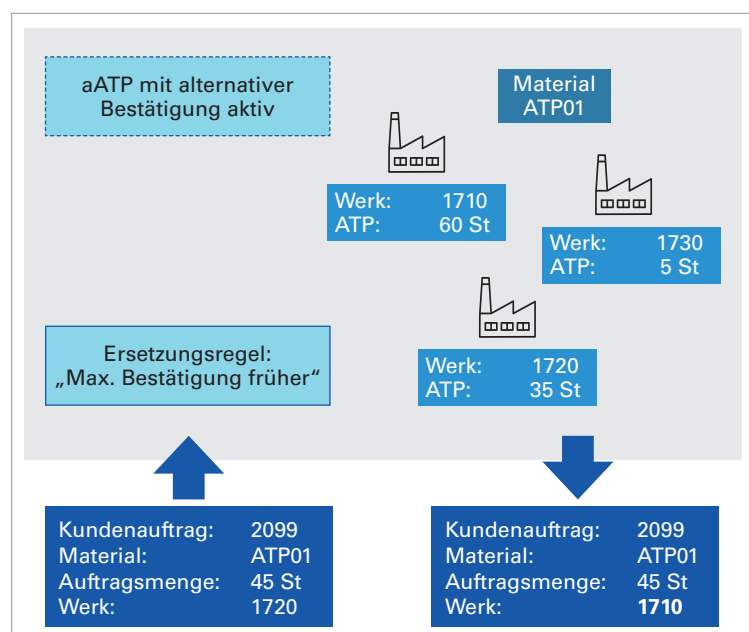 aATP mit alternativer
Bestätigung aktiv
Material
ATP01
Werk: 1710
ATP: 60 St
Werk: 1730
ATP: 5 St
Ersetzungsregel:
„Max. Bestätigung früher“
Werk: 1720
ATP: 35 St
Kundenauftrag: 2099
Material: ATP01
Auftragsmenge: 45 St
Werk: 1720
Kundenauftrag: 2099
Material: ATP01
Auftragsmenge: 45 St
Werk: 1710